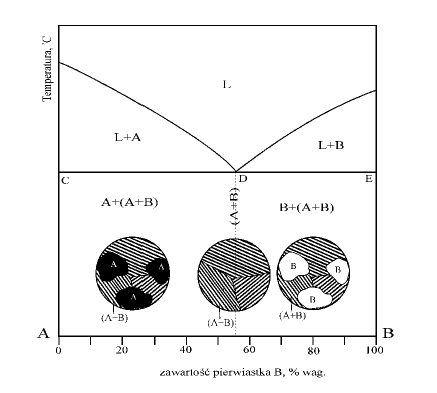 Temperatura, °C
L
L+A
L+B
C
D
E
A+(A+B)
(A+B)
B+(A+B)
A
A
A
B
B
B
(A−B)
(A−B)
(A+B)
A
B
0
20
40
60
80
100
zawartość pierwiastka B, % wag.